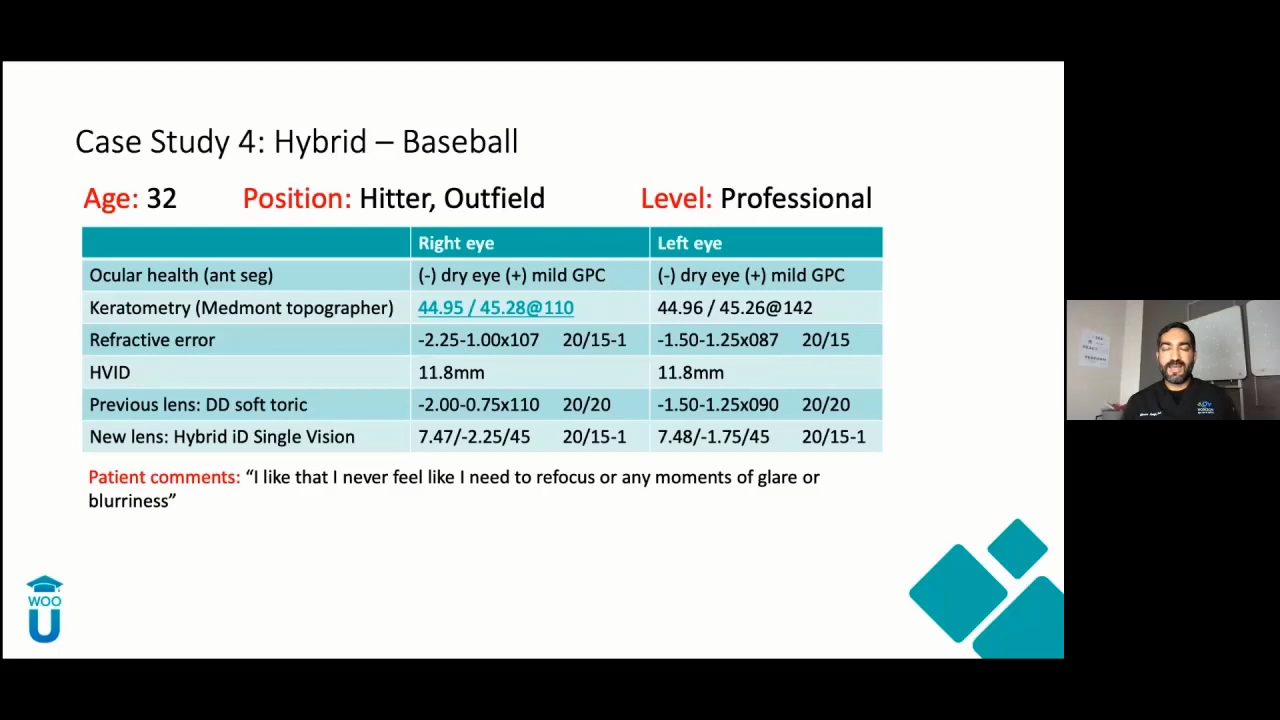 Case Study 4: Hybrid – Baseball
Age: 32 Position: Hitter, Outfield Level: Professional
Right eye Left eye
Ocular health (ant seg) (-) dry eye (+) mild GPC (-) dry eye (+) mild GPC
Keratometry (Medmont topographer) 44.95 / 45.28@110 44.96 / 45.26@142
Refractive error -2.25-1.00x107 20/15-1 -1.50-1.25x087 20/15
HVID 11.8mm 11.8mm
Previous lens: DD soft toric -2.00-0.75x110 20/20 -1.50-1.25x090 20/20
New lens: Hybrid iD Single Vision 7.47/-2.25/45 20/15-1 7.48/-1.75/45 20/15-1
Patient comments: “I like that I never feel like I need to refocus or any moments of glare or
blurriness”
WOO
U